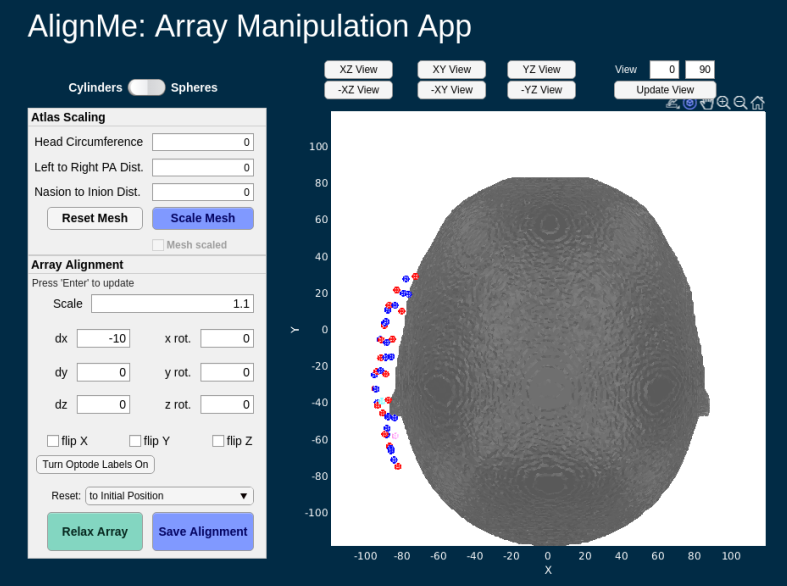 AlignMe: Array Manipulation App
XZ View
XY View
YZ View
View
0
90
Cylinders
Spheres
-XZ View
-XY View
-YZ View
Update View
Atlas Scaling
Head Circumference 0
Left to Right PA Dist. 0
Nasion to Inion Dist. 0
Reset Mesh
Scale Mesh
Mesh scaled
Array Alignment
Press 'Enter' to update
Scale 1.1
dx -10 x rot. 0
dy 0 y rot. 0
dz 0 z rot. 0
flip X
flip Y
flip Z
Turn Optode Labels On
Reset: to Initial Position
Relax Array
Save Alignment
100
80
60
40
20
0
-20
-40
-60
-80
-100
Y
-100 -80 -60 -40 -20 0 20 40 60 80 100
X